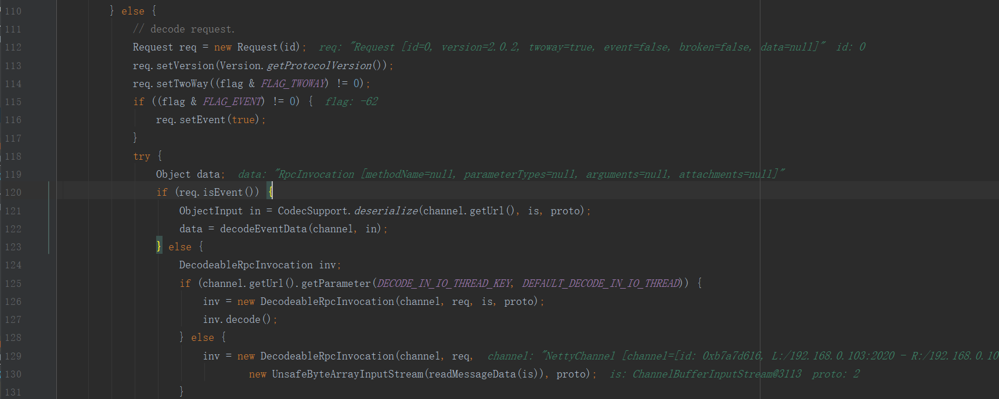 110 } else {
111 // decode request.
112 Request req = new Request(id); req: "Request [id=0, version=2.0.2, twoway=true, event=false, broken=false, data=null]" id: 0
113 req.setVersion(Version.getProtocolVersion());
114 req.setTwoWay((flag & FLAG_TWOWAY) != 0);
115 if ((flag & FLAG_EVENT) != 0) { flag: -62
116 req.setEvent(true);
117 }
118 try {
119 Object data; data: "RpcInvocation [methodName=null, parameterTypes=null, arguments=null, attachments=null]"
120 if (req.isEvent()) {
121 ObjectInput in = CodecSupport.deserialize(channel.getUrl(), is, proto);
122 data = decodeEventData(channel, in);
123 } else {
124 DecodeableRpcInvocation inv;
125 if (channel.getUrl().getParameter(DECODE_IN_IO_THREAD_KEY, DEFAULT_DECODE_IN_IO_THREAD)) {
126 inv = new DecodeableRpcInvocation(channel, req, is, proto);
127 inv.decode();
128 } else {
129 inv = new DecodeableRpcInvocation(channel, req, channel: "NettyChannel [channel=[id: 0xb7a7d616, L:/192.168.0.103:2020 - R:/192.168.0.10
130 new UnsafeByteArrayInputStream(readMessageData(is)), proto); is: ChannelBufferInputStream@3113 proto: 2
131 }